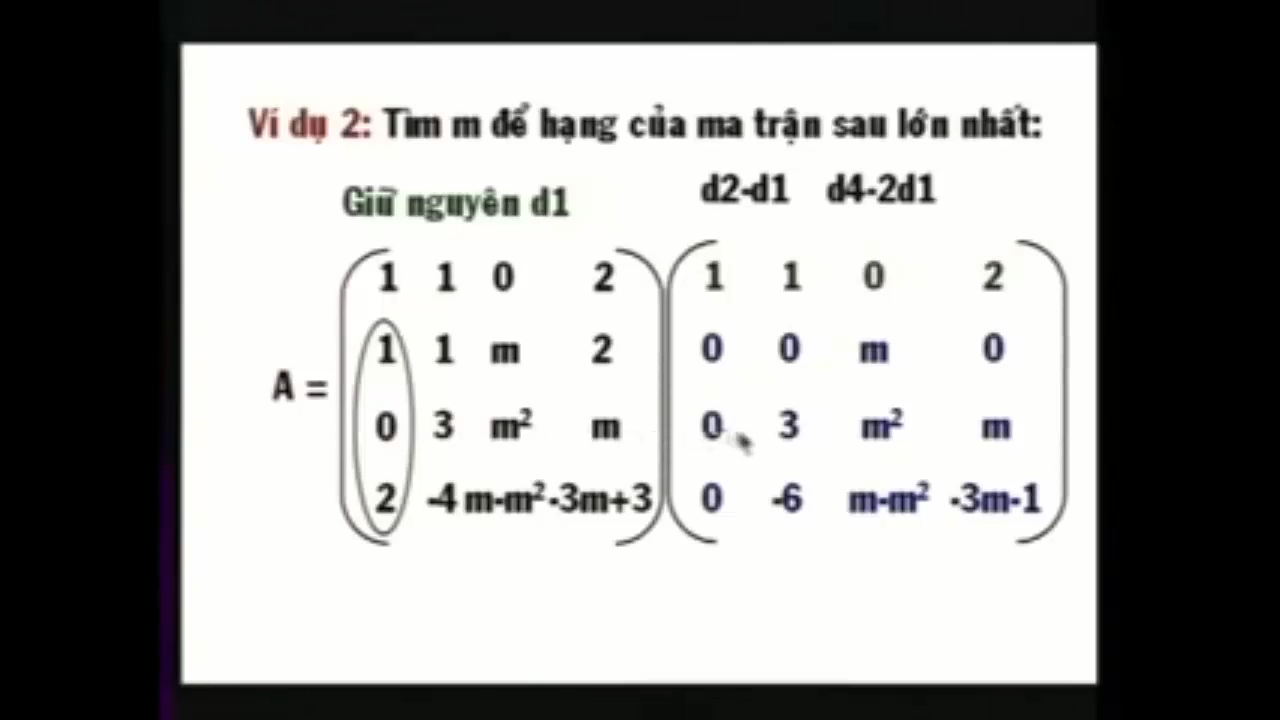 Ví dụ 2: Tìm m để hạng của ma trận sau lớn nhất:
Giữ nguyên d1
d2-d1 d4-2d1
1 1 0 2 1 1 0 2
1 1 m 2 0 0 m 0
A =
0 3 m² m 0 3 m² m
2 -4 m-m² -3m+3 0 -6 m-m² -3m-1